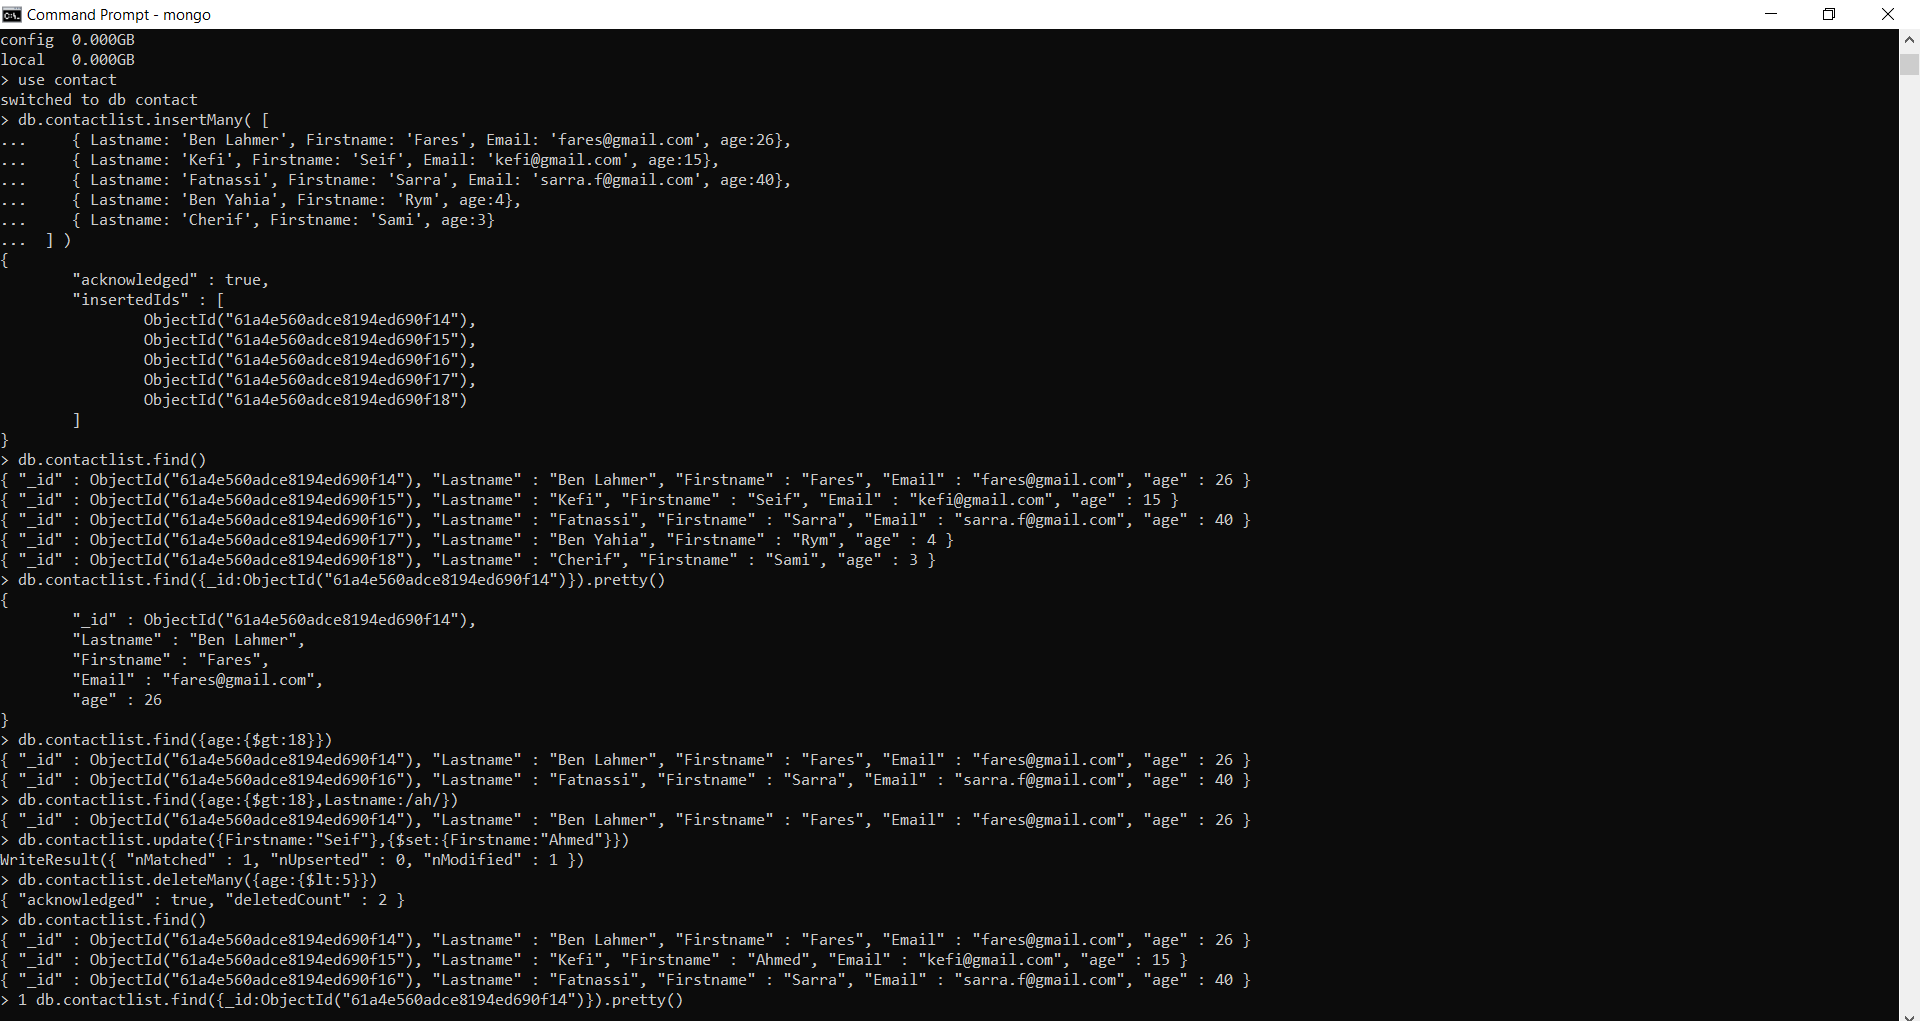 Command Prompt - mongo
config  0.000GB
local   0.000GB
> use contact
switched to db contact
> db.contactlist.insertMany( [
...     { Lastname: 'Ben Lahmer', Firstname: 'Fares', Email: 'fares@gmail.com', age:26},
...     { Lastname: 'Kefi', Firstname: 'Seif', Email: 'kefi@gmail.com', age:15},
...     { Lastname: 'Fatnassi', Firstname: 'Sarra', Email: 'sarra.f@gmail.com', age:40},
...     { Lastname: 'Ben Yahia', Firstname: 'Rym', age:4},
...     { Lastname: 'Cherif', Firstname: 'Sami', age:3}
...  ] )
{
        "acknowledged" : true,
        "insertedIds" : [
                ObjectId("61a4e560adce8194ed690f14"),
                ObjectId("61a4e560adce8194ed690f15"),
                ObjectId("61a4e560adce8194ed690f16"),
                ObjectId("61a4e560adce8194ed690f17"),
                ObjectId("61a4e560adce8194ed690f18")
        ]
}
> db.contactlist.find()
{ "_id" : ObjectId("61a4e560adce8194ed690f14"), "Lastname" : "Ben Lahmer", "Firstname" : "Fares", "Email" : "fares@gmail.com", "age" : 26 }
{ "_id" : ObjectId("61a4e560adce8194ed690f15"), "Lastname" : "Kefi", "Firstname" : "Seif", "Email" : "kefi@gmail.com", "age" : 15 }
{ "_id" : ObjectId("61a4e560adce8194ed690f16"), "Lastname" : "Fatnassi", "Firstname" : "Sarra", "Email" : "sarra.f@gmail.com", "age" : 40 }
{ "_id" : ObjectId("61a4e560adce8194ed690f17"), "Lastname" : "Ben Yahia", "Firstname" : "Rym", "age" : 4 }
{ "_id" : ObjectId("61a4e560adce8194ed690f18"), "Lastname" : "Cherif", "Firstname" : "Sami", "age" : 3 }
> db.contactlist.find({_id:ObjectId("61a4e560adce8194ed690f14")}).pretty()
{
        "_id" : ObjectId("61a4e560adce8194ed690f14"),
        "Lastname" : "Ben Lahmer",
        "Firstname" : "Fares",
        "Email" : "fares@gmail.com",
        "age" : 26
}
> db.contactlist.find({age:{$gt:18}})
{ "_id" : ObjectId("61a4e560adce8194ed690f14"), "Lastname" : "Ben Lahmer", "Firstname" : "Fares", "Email" : "fares@gmail.com", "age" : 26 }
{ "_id" : ObjectId("61a4e560adce8194ed690f16"), "Lastname" : "Fatnassi", "Firstname" : "Sarra", "Email" : "sarra.f@gmail.com", "age" : 40 }
> db.contactlist.find({age:{$gt:18},Lastname:/ah/})
{ "_id" : ObjectId("61a4e560adce8194ed690f14"), "Lastname" : "Ben Lahmer", "Firstname" : "Fares", "Email" : "fares@gmail.com", "age" : 26 }
> db.contactlist.update({Firstname:"Seif"},{$set:{Firstname:"Ahmed"}})
WriteResult({ "nMatched" : 1, "nUpserted" : 0, "nModified" : 1 })
> db.contactlist.deleteMany({age:{$lt:5}})
{ "acknowledged" : true, "deletedCount" : 2 }
> db.contactlist.find()
{ "_id" : ObjectId("61a4e560adce8194ed690f14"), "Lastname" : "Ben Lahmer", "Firstname" : "Fares", "Email" : "fares@gmail.com", "age" : 26 }
{ "_id" : ObjectId("61a4e560adce8194ed690f15"), "Lastname" : "Kefi", "Firstname" : "Ahmed", "Email" : "kefi@gmail.com", "age" : 15 }
{ "_id" : ObjectId("61a4e560adce8194ed690f16"), "Lastname" : "Fatnassi", "Firstname" : "Sarra", "Email" : "sarra.f@gmail.com", "age" : 40 }
> 1 db.contactlist.find({_id:ObjectId("61a4e560adce8194ed690f14")}).pretty()